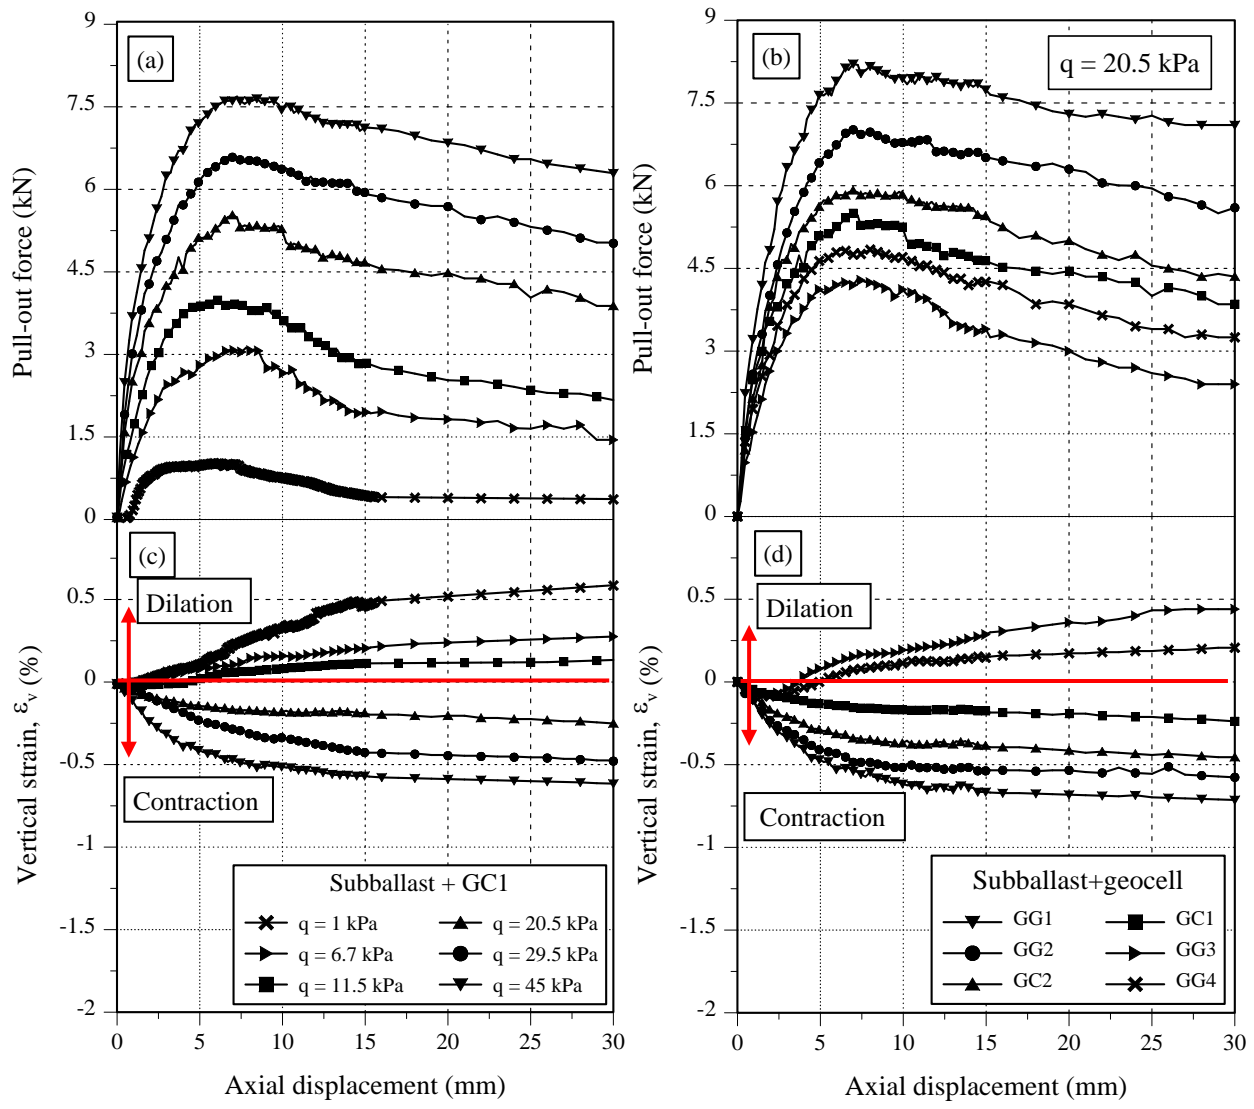 9
7.5
6
4.5
3
1.5
0
Pull-out force (kN)
(a)
9
7.5
6
4.5
3
1.5
0
Pull-out force (kN)
(b)
q = 20.5 kPa
0.5
0
-0.5
-1
-1.5
-2
Vertical strain, εv (%)
(c)
Dilation
Contraction
Subballast + GC1
q = 1 kPa
q = 6.7 kPa
q = 11.5 kPa
q = 20.5 kPa
q = 29.5 kPa
q = 45 kPa
0 5 10 15 20 25 30
Axial displacement (mm)
0.5
0
-0.5
-1
-1.5
-2
Vertical strain, εv (%)
(d)
Dilation
Contraction
Subballast+geocell
GG1
GG2
GC2
GC1
GG3
GG4
0 5 10 15 20 25 30
Axial displacement (mm)